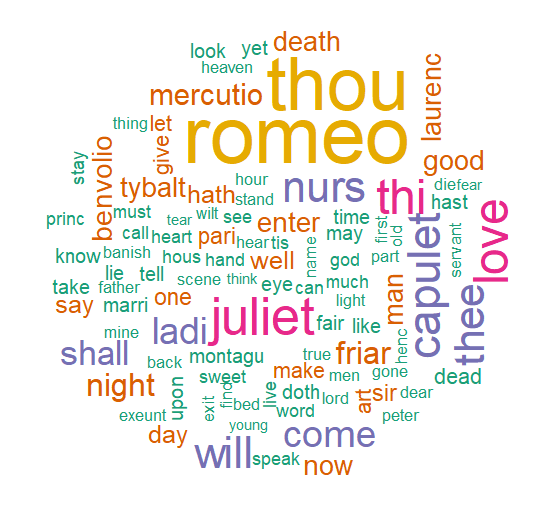 look yet death
heaven
thou
mercutio
laurenc
thing let
romeo
give
good
stay
benvolio
tybalt hath
hour
nurs
thi
die fear
stand
hast
love
princ
must
tear
wilt
see
enter
time
capulet
first
old
servant
call
heart
pari
hear
tis
may
know
banish
hous
hand
well
name
god
part
thee
lie
tell
scene
think
eye
can
much
man
take
father
say
marri
one
juliet
light
fair
like
mine
ladi
henc
shall
back
montagu
true
friar
gone
night
sweet
make
men
dead
upon
exit
find
bed
live
doth
lord
art
sir
dear
exeunt
word
peter
day
young
will
come
speak
now